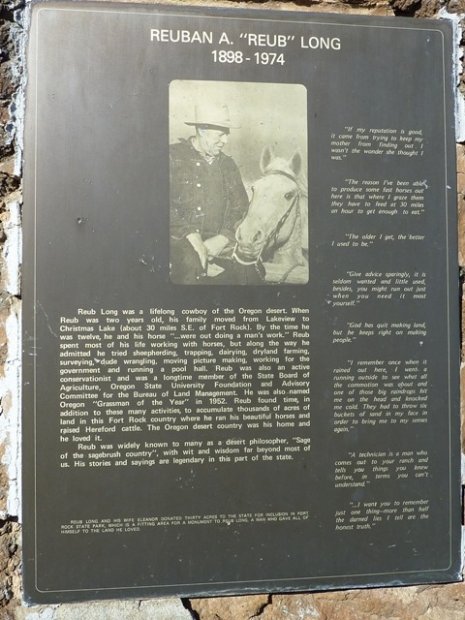 REUBAN A. "REUB" LONG
1898 - 1974
Reub Long was a lifelong cowboy of the Oregon desert. When
Reub was two years old, his family moved from Lakeview to
Christmas Lake (about 30 miles S.E. of Fort Rock). By the time he
was twelve, he and his horse "...were out doing a man's work." Reub
spent most of his life working with horses, but along the way he
admitted he tried sheepherding, trapping, dairying, dryland farming,
surveying, dude wrangling, moving picture making, working for the
government and running a pool hall. Reub was also an active
conservationist and was a longtime member of the State Board of
Agriculture, Oregon State University Foundation and Advisory
Committee for the Bureau of Land Management. He was also named
Oregon "Grassman of the Year" in 1952. Reub found time, in
addition to these many activities, to accumulate thousands of acres of
land in this Fort Rock country where he ran his beautiful horses and
raised Hereford cattle. The Oregon desert country was his home and
he loved it.
Reub was widely known to many as a desert philosopher, "Sage
of the sagebrush country", with wit and wisdom far beyond most of
us. His stories and sayings are legendary in this part of the state.
REUB LONG AND HIS WIFE ELEANOR DONATED THIRTY ACRES TO THE STATE FOR INCLUSION IN FORT
ROCK STATE PARK, WHICH IS A FITTING AREA FOR A MONUMENT TO REUB LONG, A MAN WHO GAVE ALL OF
HIMSELF TO THE LAND HE LOVED.
"If my reputation is good,
it came from trying to keep my
mother from finding out I
wasn't the wonder she thought I
was."
"The reason I've been able
to produce some fast horses out
here is that where I graze them
they have to feed at 30 miles
an hour to get enough to eat."
"The older I get, the better
I used to be."
"Give advice sparingly, it is
seldom wanted and little used,
besides, you might run out just
when you need it most
yourself."
"God has quit making land,
but he keeps right on making
people."
"I remember once when it
rained out here, I went a
running outside to see what all
the commotion was about and
one of those big raindrops hit
me on the head and knocked
me cold. They had to throw six
buckets of sand in my face in
order to bring me to my senses
again."
"A technician is a man who
comes out to your ranch and
tells you things you knew
before, in terms you can't
understand."
"...I want you to remember
just one thing—more than half
the darned lies I tell are the
honest truth."